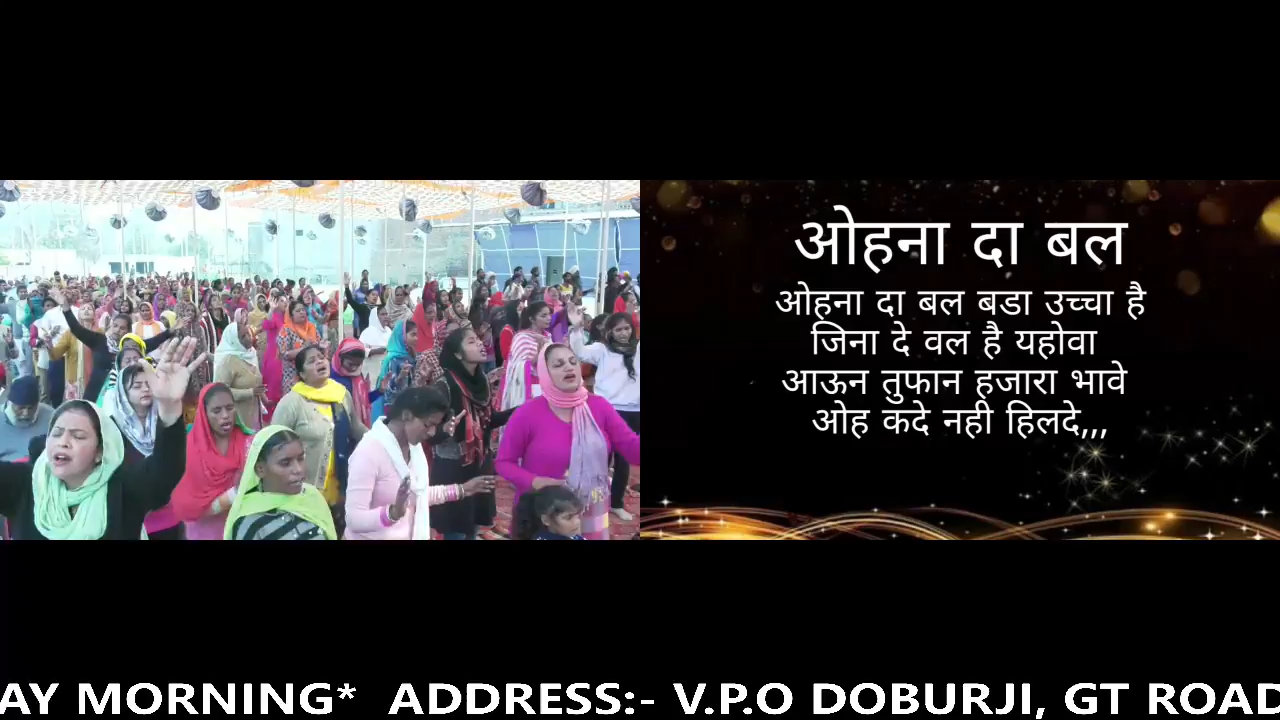 ओहना दा बल
ओहना दा बल बडा उच्चा है
जिना दे वल है यहोवा
आऊन तुफान हजारा भावे
ओह कदे नही हिलदे,,,
AY MORNING* ADDRESS:- V.P.O DOBURJI, GT ROAD